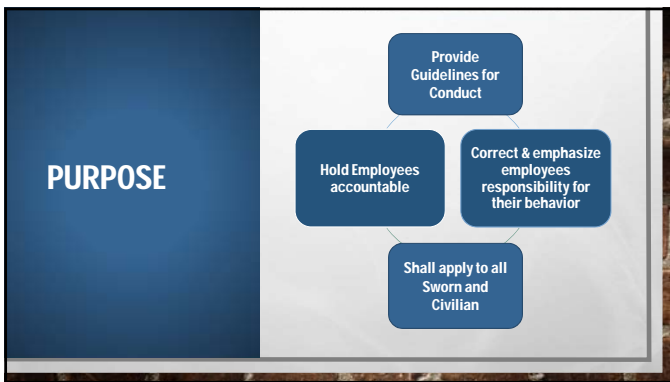 PURPOSE
Provide
Guidelines for
Conduct
Hold Employees
accountable
Correct & emphasize
employees
responsibility for
their behavior
Shall apply to all
Sworn and
Civilian